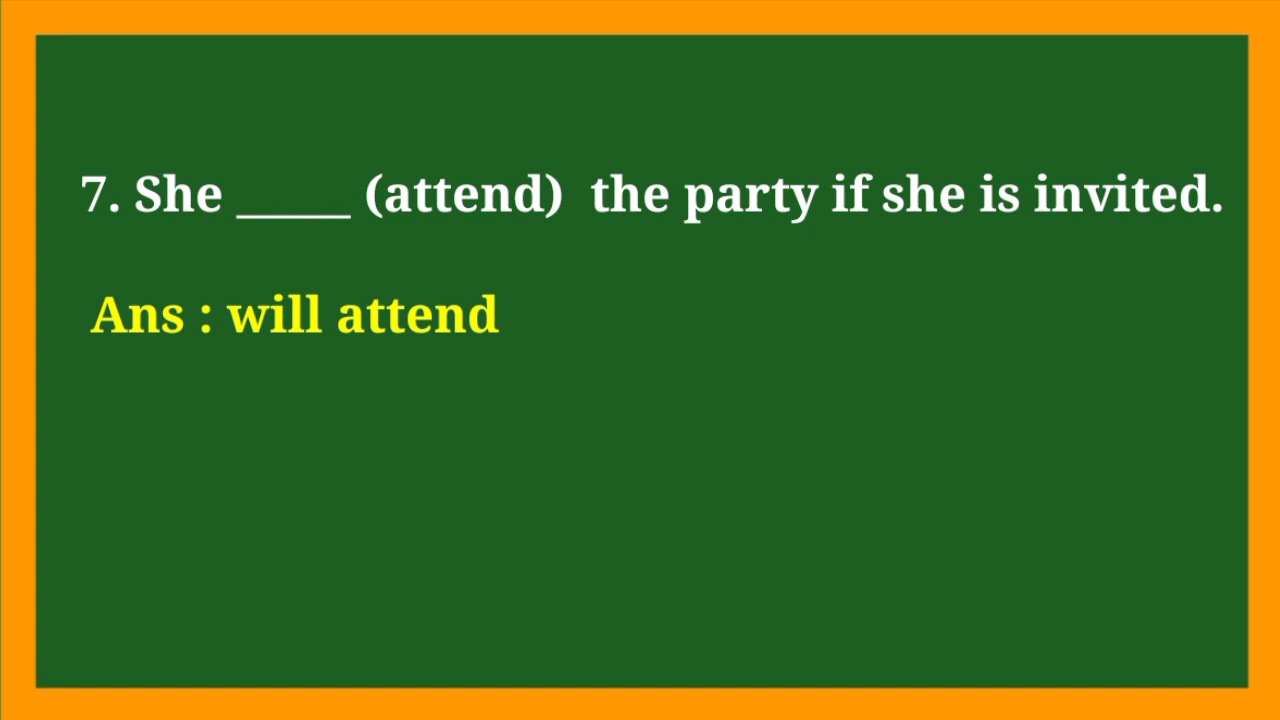 7. She _____ (attend)  the party if she is invited.
Ans : will attend